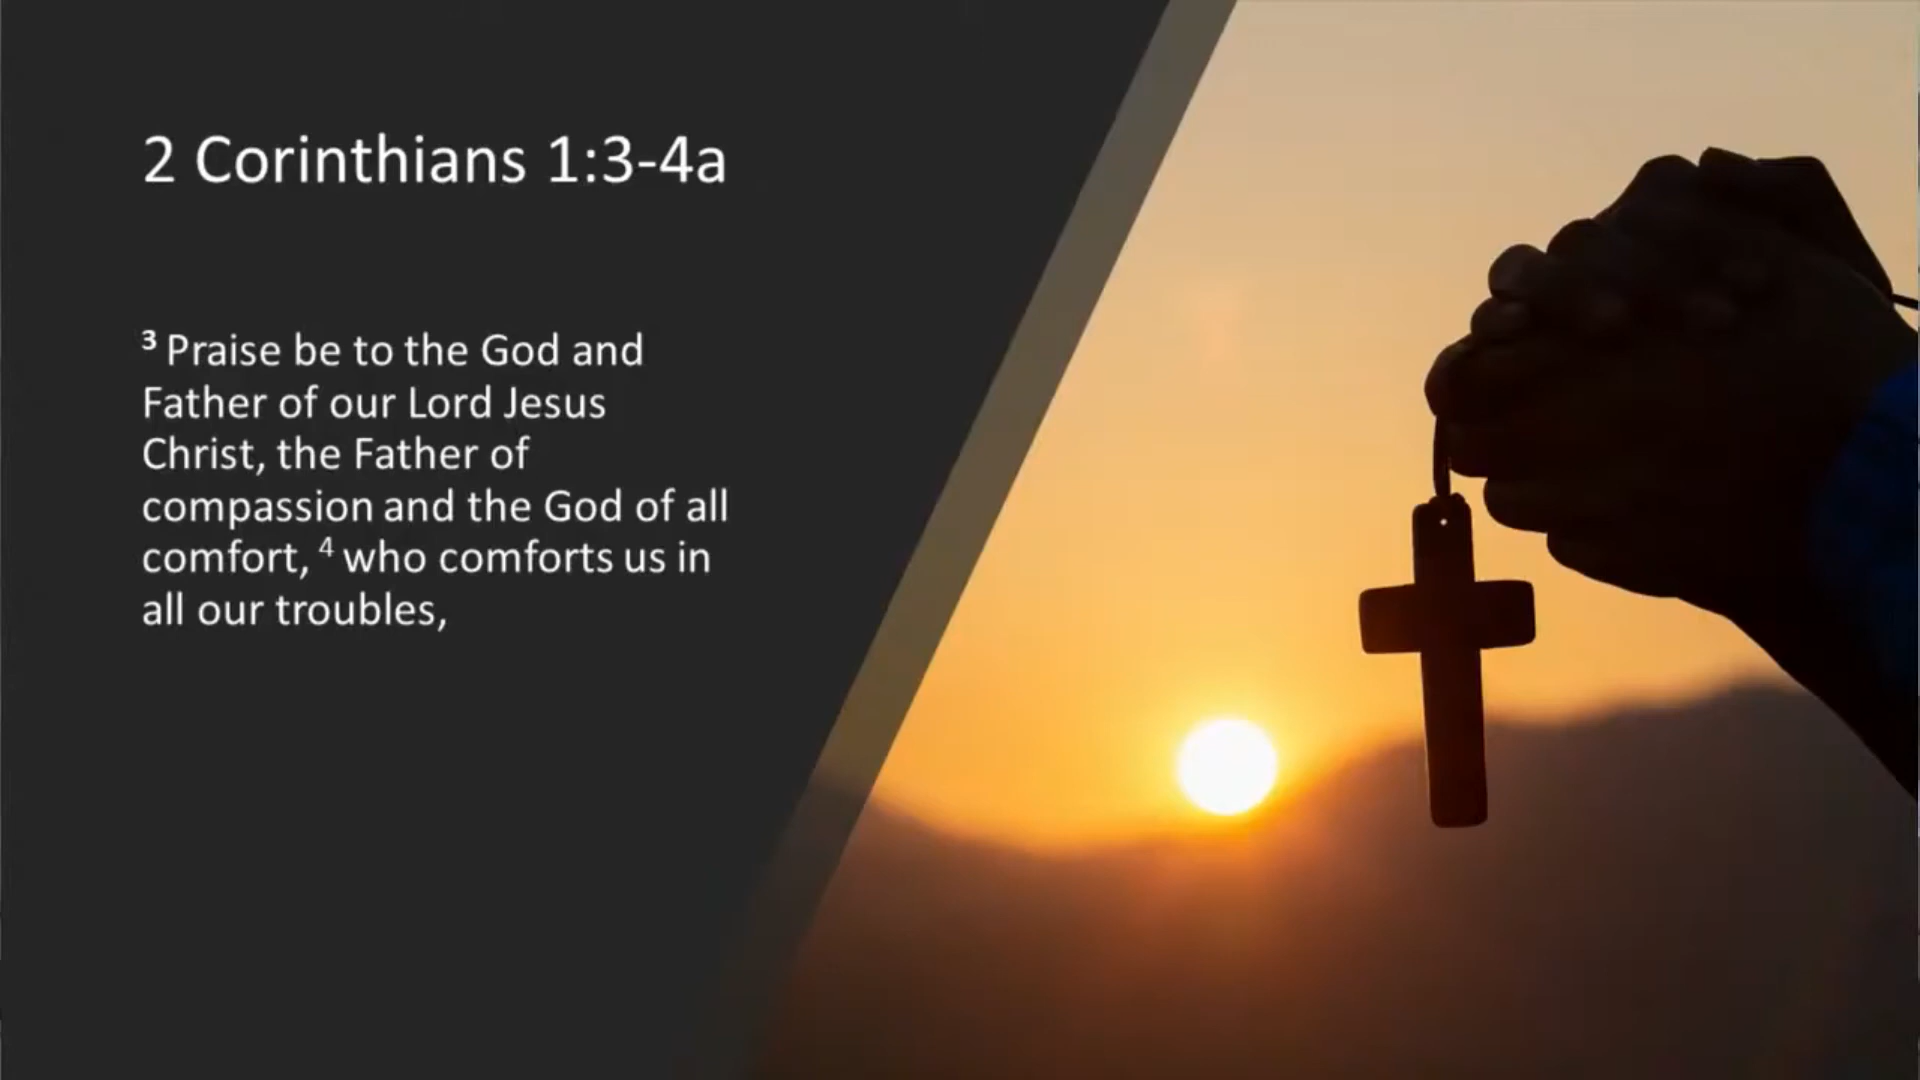 2 Corinthians 1:3-4a
³ Praise be to the God and
Father of our Lord Jesus
Christ, the Father of
compassion and the God of all
comfort, ⁴ who comforts us in
all our troubles,